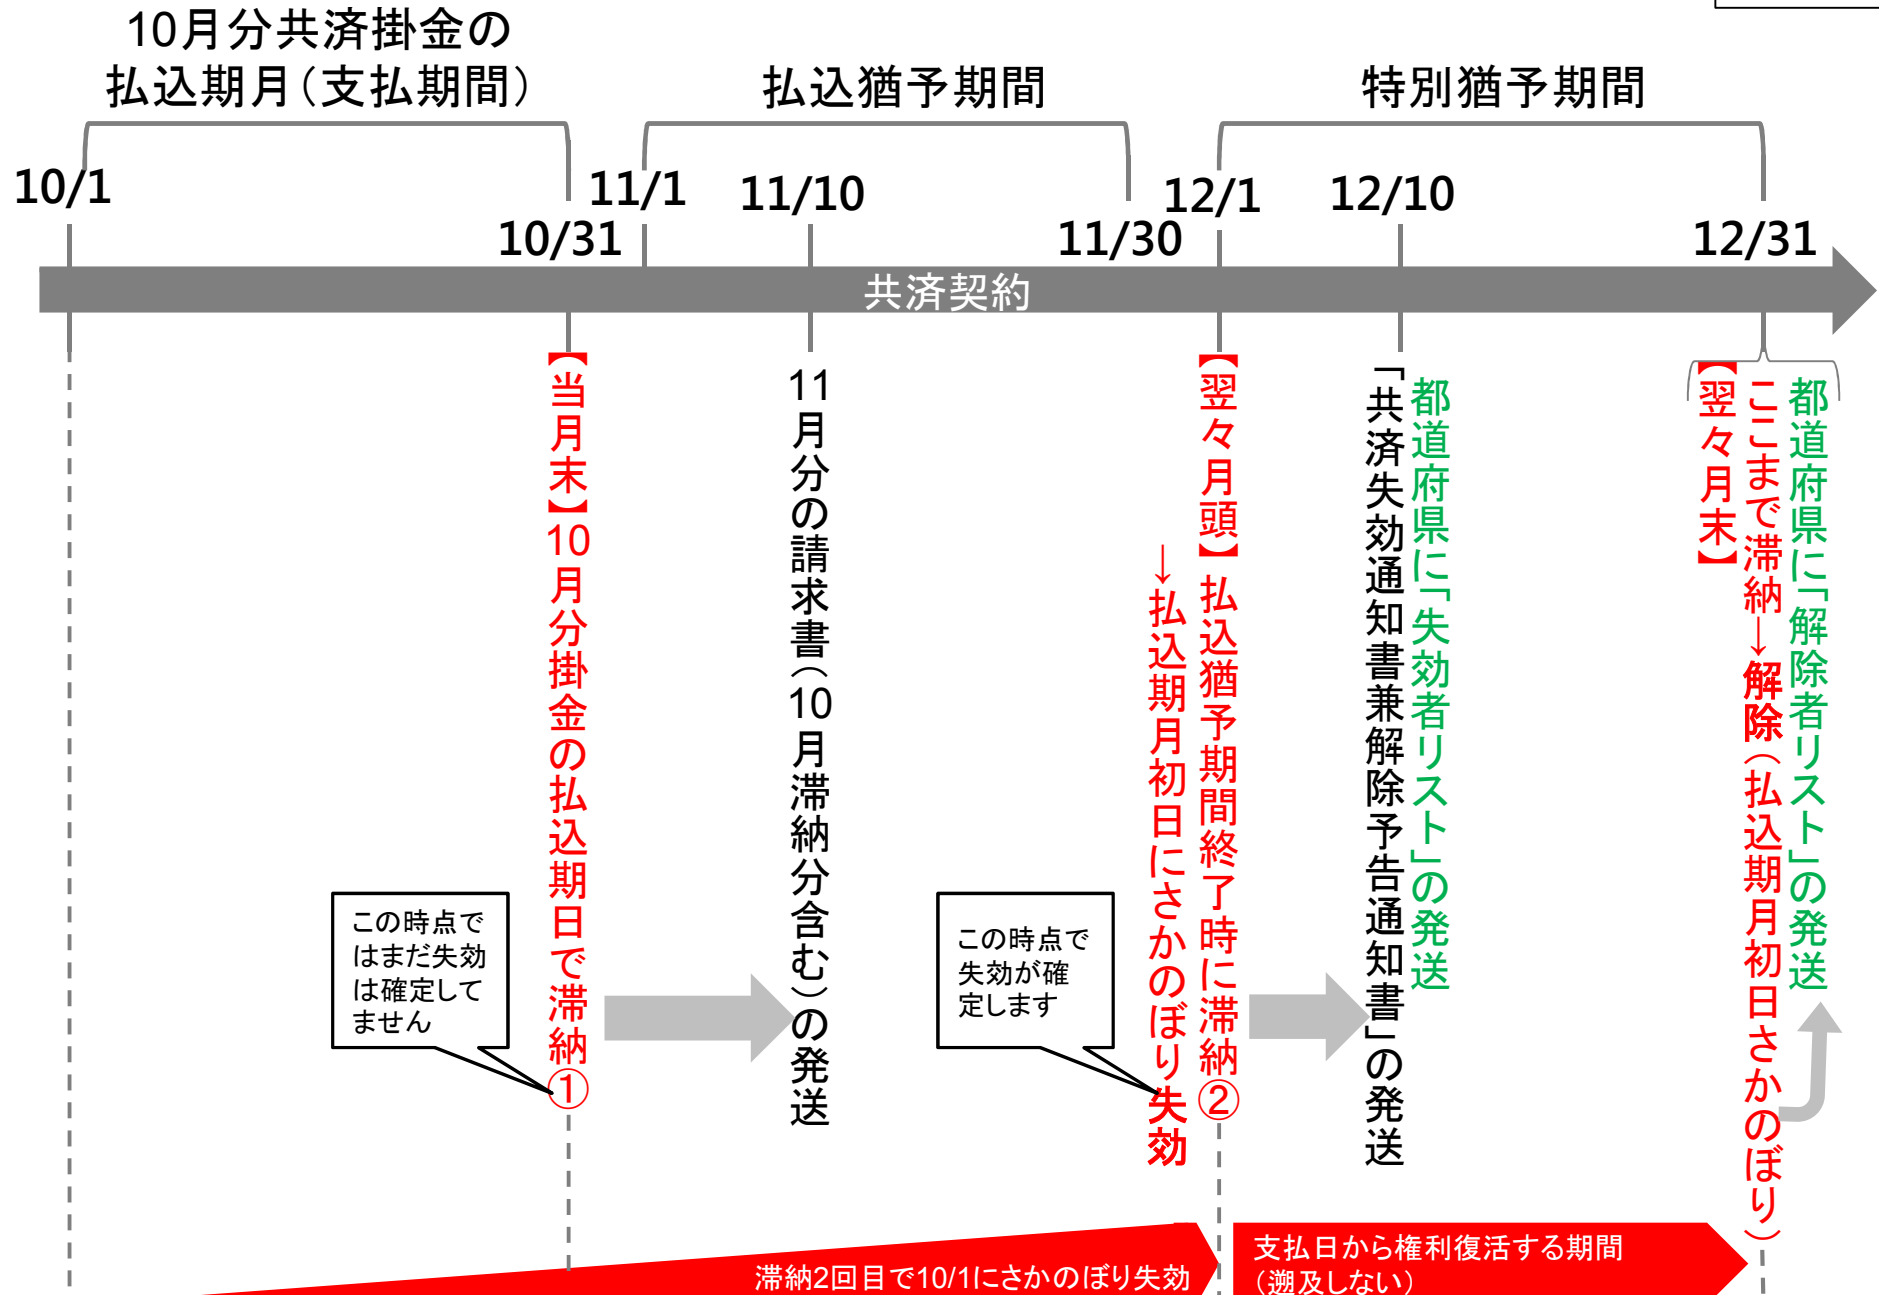 10月分共済掛金の
払込期月（支払期間）
払込猶予期間
特別猶予期間
10/1
10/31
11/1
11/10
11/30
12/1
12/10
12/31
共済契約
【当月末】10月分掛金の払込期日で滞納①
この時点で
はまだ失効
は確定して
ません
11月分の請求書（10月滞納分含む）の発送
【翌々月頭】払込猶予期間終了時に滞納②
→払込期月初日にさかのぼり失効
この時点で
失効が確
定します
都道府県に「失効者リスト」の発送
「共済失効通知書兼解除予告通知書」の発送
都道府県に「解除者リスト」の発送
ここまで滞納→解除（払込期月初日さかのぼり）
【翌々月末】
滞納2回目で10/1にさかのぼり失効
支払日から権利復活する期間
（遡及しない）